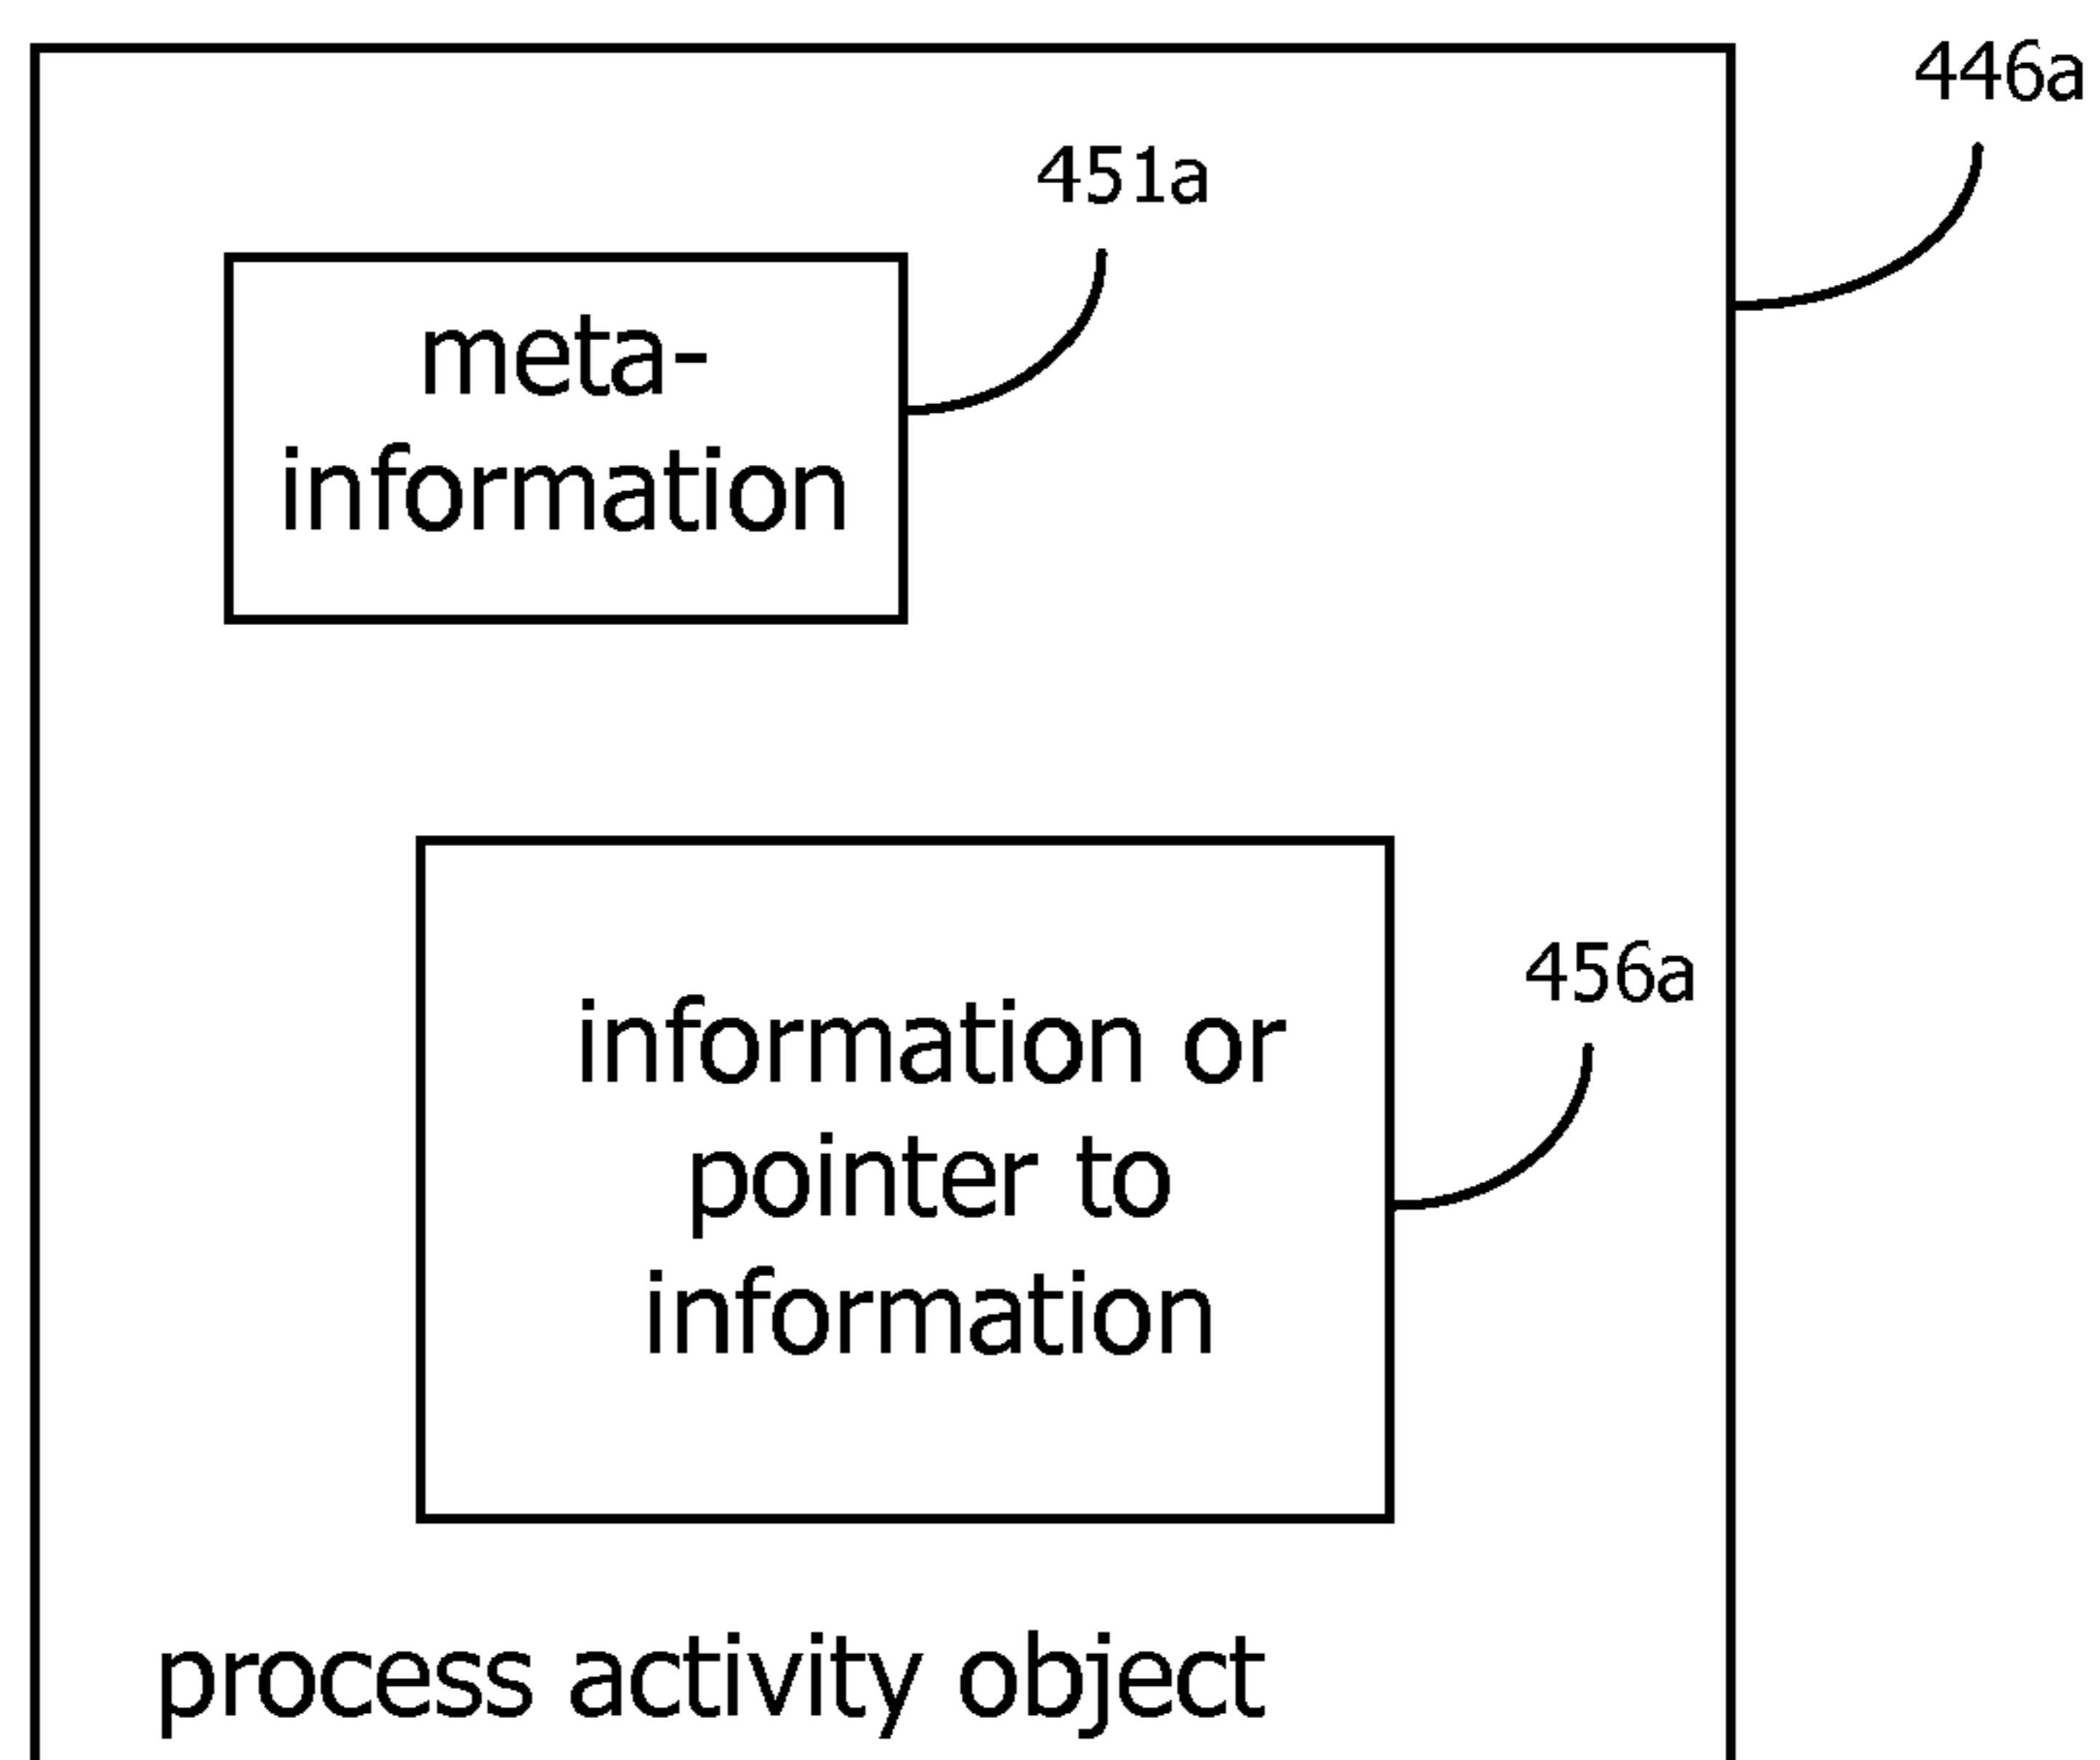 446a
451a
meta-
information
456a
information or
pointer to
information
process activity object